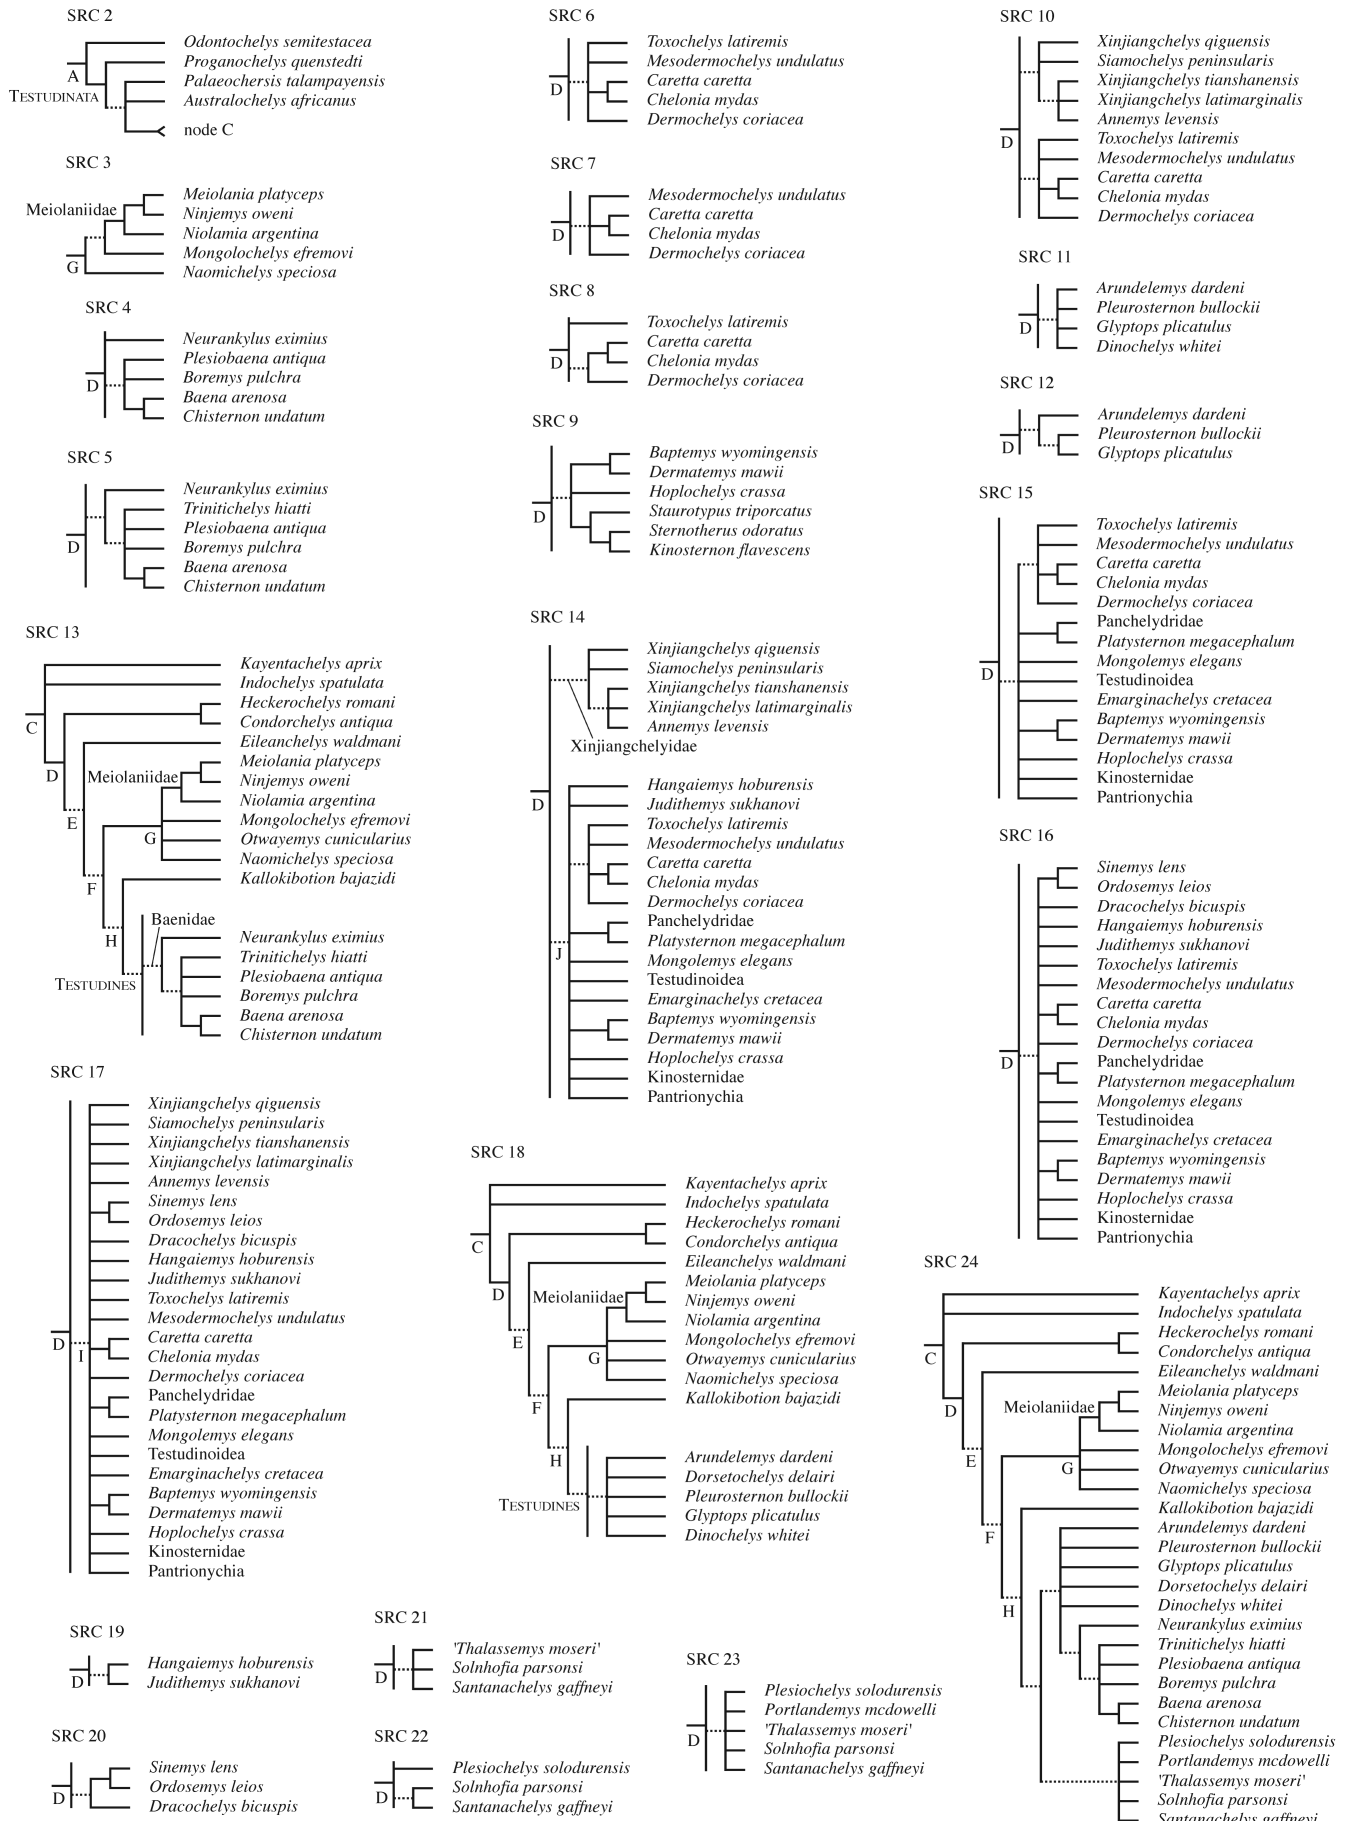 SRC 2
Odontochelys semitestacea
Proganochelys quenstedti
A
Palaeochersis talampayensis
TESTUDINATA
Australochelys africanus
node C
SRC 3
Meiolania platyceps
Meiolaniidae
Ninjemys oweni
Niolamia argentina
Mongolochelys efremovi
G
Naomichelys speciosa
SRC 4
Neurankylus eximius
Plesiobaena antiqua
D
Boremys pulchra
Baena arenosa
Chisternon undatum
SRC 5
Neurankylus eximius
Trinitichelys hiatti
Plesiobaena antiqua
D
Boremys pulchra
Baena arenosa
Chisternon undatum
SRC 6
Toxochelys latiremis
Mesodermochelys undulatus
D
Caretta caretta
Chelonia mydas
Dermochelys coriacea
SRC 7
Mesodermochelys undulatus
Caretta caretta
D
Chelonia mydas
Dermochelys coriacea
SRC 8
Toxochelys latiremis
Caretta caretta
D
Chelonia mydas
Dermochelys coriacea
SRC 9
Baptemys wyomingensis
Dermatemys mawii
Hoplochelys crassa
D
Staurotypus triporcatus
Sternotherus odoratus
Kinosternon flavescens
SRC 10
Xinjiangchelys qiguensis
Siamochelys peninsularis
Xinjiangchelys tianshanensis
Xinjiangchelys latimarginalis
Annemys levensis
D
Toxochelys latiremis
Mesodermochelys undulatus
Caretta caretta
Chelonia mydas
Dermochelys coriacea
SRC 11
Arundelemys dardeni
Pleurosternon bullockii
D
Glyptops plicatulus
Dinochelys whitei
SRC 12
Arundelemys dardeni
Pleurosternon bullockii
D
Glyptops plicatulus
SRC 13
Kayentachelys aprix
Indochelys spatulata
Heckerochelys romani
C
Condorchelys antiqua
Eileanchelys waldmani
D
Meiolaniidae
Meiolania platyceps
Ninjemys oweni
Niolamia argentina
E
Mongolochelys efremovi
G
Otwayemys cunicularius
Naomichelys speciosa
F
Kallokibotion bajazidi
Baenidae
H
Neurankylus eximius
Trinitichelys hiatti
TESTUDINES
Plesiobaena antiqua
Boremys pulchra
Baena arenosa
Chisternon undatum
SRC 14
Xinjiangchelys qiguensis
Siamochelys peninsularis
Xinjiangchelys tianshanensis
Xinjiangchelys latimarginalis
Annemys levensis
Xinjiangchelyidae
D
Hangaiemys hoburensis
Judithemys sukhanovi
Toxochelys latiremis
Mesodermochelys undulatus
Caretta caretta
Chelonia mydas
Dermochelys coriacea
Panchelydridae
J
Platysternon megacephalum
Mongolemys elegans
Testudinoidea
Emarginachelys cretacea
Baptemys wyomingensis
Dermatemys mawii
Hoplochelys crassa
Kinosternidae
Pantrionychia
SRC 15
Toxochelys latiremis
Mesodermochelys undulatus
Caretta caretta
Chelonia mydas
Dermochelys coriacea
Panchelydridae
Platysternon megacephalum
Mongolemys elegans
D
Testudinoidea
Emarginachelys cretacea
Baptemys wyomingensis
Dermatemys mawii
Hoplochelys crassa
Kinosternidae
Pantrionychia
SRC 16
Sinemys lens
Ordosemys leios
Dracochelys bicuspis
Hangaiemys hoburensis
Judithemys sukhanovi
Toxochelys latiremis
Mesodermochelys undulatus
Caretta caretta
Chelonia mydas
Dermochelys coriacea
D
Panchelydridae
Platysternon megacephalum
Mongolemys elegans
Testudinoidea
Emarginachelys cretacea
Baptemys wyomingensis
Dermatemys mawii
Hoplochelys crassa
Kinosternidae
Pantrionychia
SRC 17
Xinjiangchelys qiguensis
Siamochelys peninsularis
Xinjiangchelys tianshanensis
Xinjiangchelys latimarginalis
Annemys levensis
Sinemys lens
Ordosemys leios
Dracochelys bicuspis
Hangaiemys hoburensis
Judithemys sukhanovi
Toxochelys latiremis
Mesodermochelys undulatus
Caretta caretta
D
I
Chelonia mydas
Dermochelys coriacea
Panchelydridae
Platysternon megacephalum
Mongolemys elegans
Testudinoidea
Emarginachelys cretacea
Baptemys wyomingensis
Dermatemys mawii
Hoplochelys crassa
Kinosternidae
Pantrionychia
SRC 18
Kayentachelys aprix
Indochelys spatulata
Heckerochelys romani
C
Condorchelys antiqua
Eileanchelys waldmani
D
Meiolaniidae
Meiolania platyceps
Ninjemys oweni
Niolamia argentina
E
Mongolochelys efremovi
G
Otwayemys cunicularius
Naomichelys speciosa
F
Kallokibotion bajazidi
H
Arundelemys dardeni
Dorsetochelys delairi
TESTUDINES
Pleurosternon bullockii
Glyptops plicatulus
Dinochelys whitei
SRC 19
Hangaiemys hoburensis
D
Judithemys sukhanovi
SRC 20
Sinemys lens
Ordosemys leios
D
Dracochelys bicuspis
SRC 21
'Thalassemys moseri'
Solnhofia parsonsi
D
Santanachelys gaffneyi
SRC 22
Plesiochelys solodurensis
Solnhofia parsonsi
D
Santanachelys gaffneyi
SRC 23
Plesiochelys solodurensis
Portlandemys mcdowelli
'Thalassemys moseri'
D
Solnhofia parsonsi
Santanachelys gaffneyi
SRC 24
Kayentachelys aprix
Indochelys spatulata
Heckerochelys romani
C
Condorchelys antiqua
Eileanchelys waldmani
D
Meiolaniidae
Meiolania platyceps
Ninjemys oweni
Niolamia argentina
E
Mongolochelys efremovi
G
Otwayemys cunicularius
Naomichelys speciosa
Kallokibotion bajazidi
F
Arundelemys dardeni
Pleurosternon bullockii
Glyptops plicatulus
Dorsetochelys delairi
H
Dinochelys whitei
Neurankylus eximius
Trinitichelys hiatti
Plesiobaena antiqua
Boremys pulchra
Baena arenosa
Chisternon undatum
Plesiochelys solodurensis
Portlandemys mcdowelli
'Thalassemys moseri'
Solnhofia parsonsi
Santanachelys gaffneyi